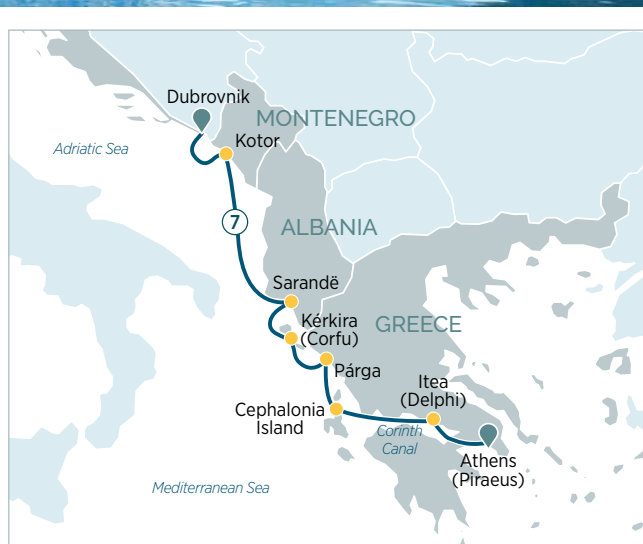 Dubrovnik
MONTENEGRO
Kotor
Adriatic Sea
7
ALBANIA
Sarandë
Kérkira
(Corfu)
GREECE
Párga
Itea
(Delphi)
Cephalonia
Island
Corinth
Canal
Athens
(Piraeus)
Mediterranean Sea